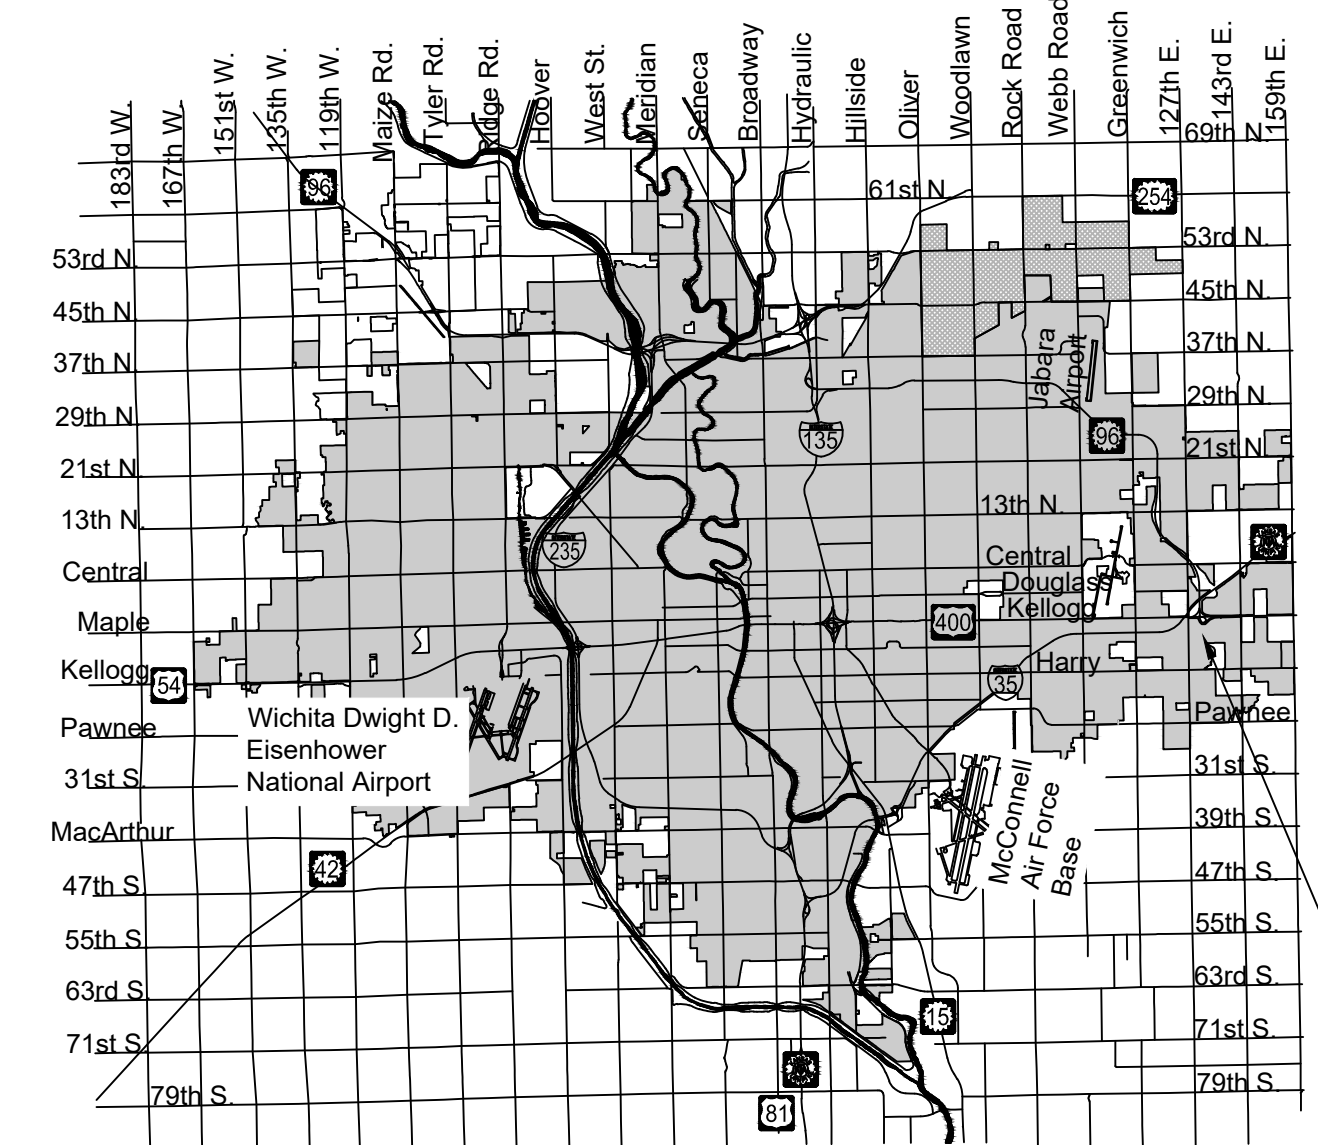 183rd W.
167th W.
151st W.
135th W.
119th W.
Maize Rd.
Tyler Rd.
Ridge Rd.
Hoover
West St.
Meridian
Seneca
Broadway
Hydraulic
Hillside
Oliver
Woodlawn
Rock Road
Webb Road
Greenwich
127th E.
143rd E.
159th E.
69th N.
96
61st N.
254
53rd N.
53rd N.
45th N.
45th N.
37th N.
37th N.
Jabara
Airport
29th N.
29th N.
135
96
21st N.
21st N.
13th N.
13th N.
235
Central
Central
Douglas
Kellogg
Maple
400
Kellogg
54
Harry
35
Pawnee
Pawnee
Wichita Dwight D.
Eisenhower
National Airport
31st S.
31st S.
McConnell
Air Force
Base
MacArthur
39th S.
42
47th S.
47th S.
55th S.
55th S.
63rd S.
63rd S.
15
71st S.
71st S.
79th S.
79th S.
81